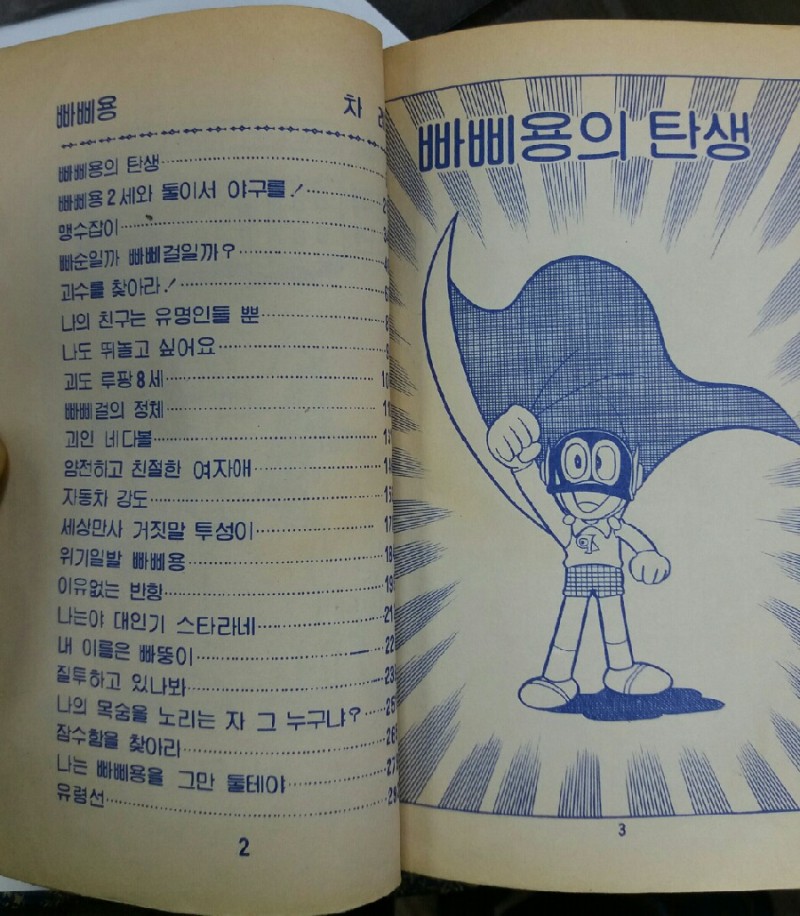 빠삐용 차
빠삐용의 탄생
빠삐용 2세와 둘이서 야구를!
맹수잡이
빠순일까 빠삐걸일까?
괴수를 찾아라!
나의 친구는 유명인들 뿐
나도 뛰놀고 싶어요
괴도 루팡 8세
빠삐걸의 정체
괴인 네다볼
얌전하고 친절한 여자애
자동차 강도
세상만사 거짓말 투성이
위기일발 빠삐용
이유없는 반항
나는야 대인기 스타라네
내 이름은 빠뚱이
질투하고 있나봐
나의 목숨을 노리는 자 그 누구냐?
잠수함을 찾아리
나는 빠삐용을 그만 둘테야
유령선
2
빠삐용의 탄생
3